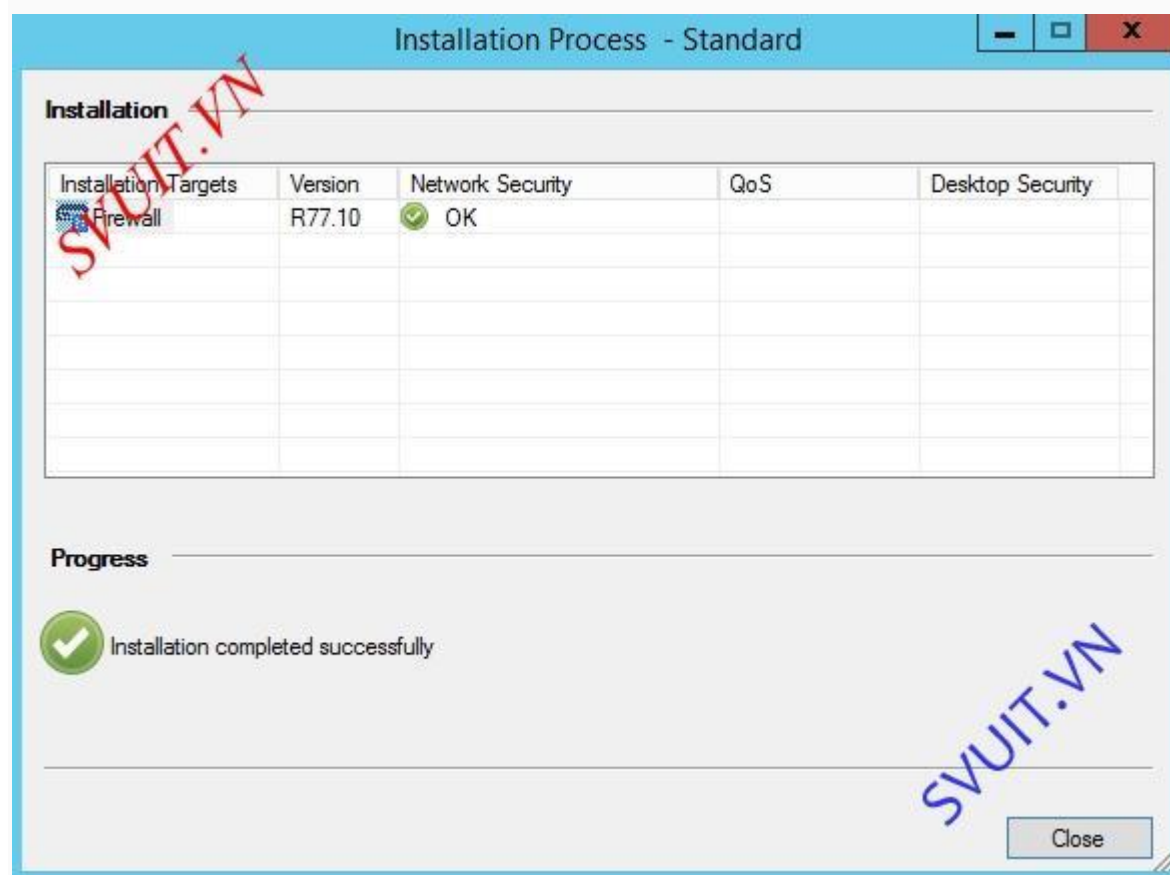 Installation Process - Standard
Installation
Installation Targets Version Network Security QoS Desktop Security
Firewall R77.10 OK
Progress
Installation completed successfully
Close
SVUIT.VN
SVUIT.VN